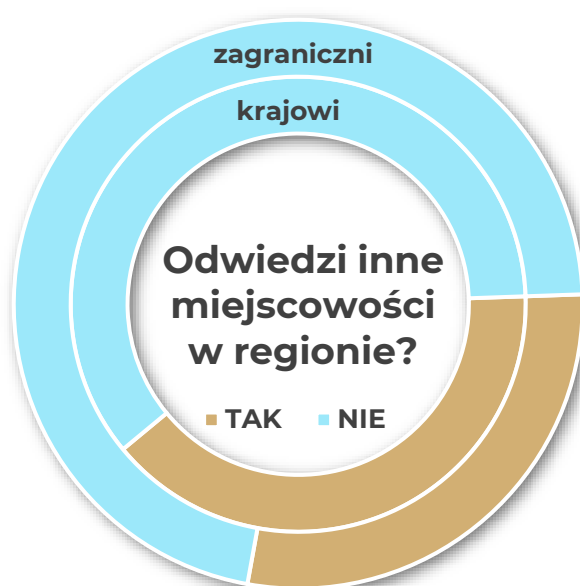 zagraniczni
krajowi
Odwiedzi inne
miejscowości
w regionie?
TAK NIE